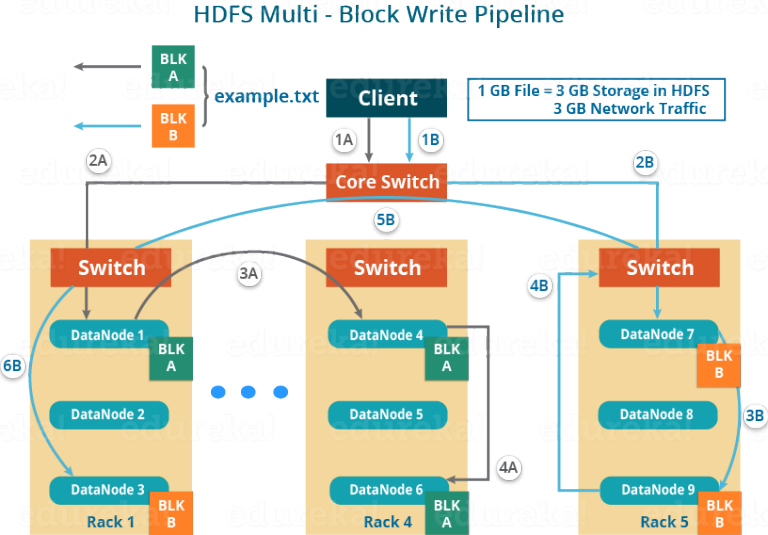 HDFS Multi - Block Write Pipeline
BLK
A
BLK
B
example.txt
Client
1 GB File = 3 GB Storage in HDFS
3 GB Network Traffic
1A
1B
2A
2B
Core Switch
5B
Switch
Switch
Switch
3A
4B
DataNode 1
BLK
A
DataNode 4
BLK
A
DataNode 7
BLK
B
6B
DataNode 2
DataNode 5
DataNode 8
3B
4A
DataNode 3
BLK
B
Rack 1
DataNode 6
BLK
A
Rack 4
DataNode 9
BLK
B
Rack 5
edureka!